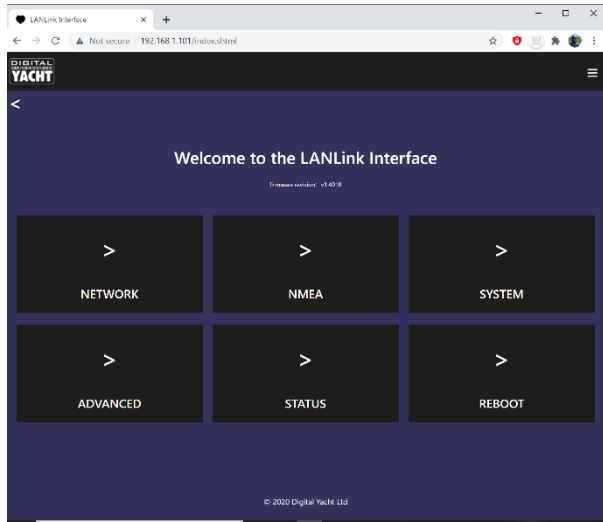 LANLink Interface
Not secure 192.168.1.101/index.shtml
DIGITAL
YACHT
Welcome to the LANLink Interface
Firmware revision: v1.40
NETWORK
NMEA
SYSTEM
ADVANCED
STATUS
REBOOT
© 2020 Digital Yacht Ltd